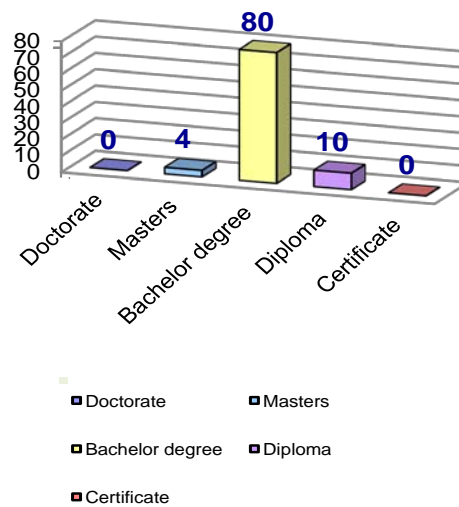 80
80
70
60
50
40
30
20
10
0
0
4
10
0
Doctorate
Masters
Bachelor degree
Diploma
Certificate
Doctorate
Masters
Bachelor degree
Diploma
Certificate